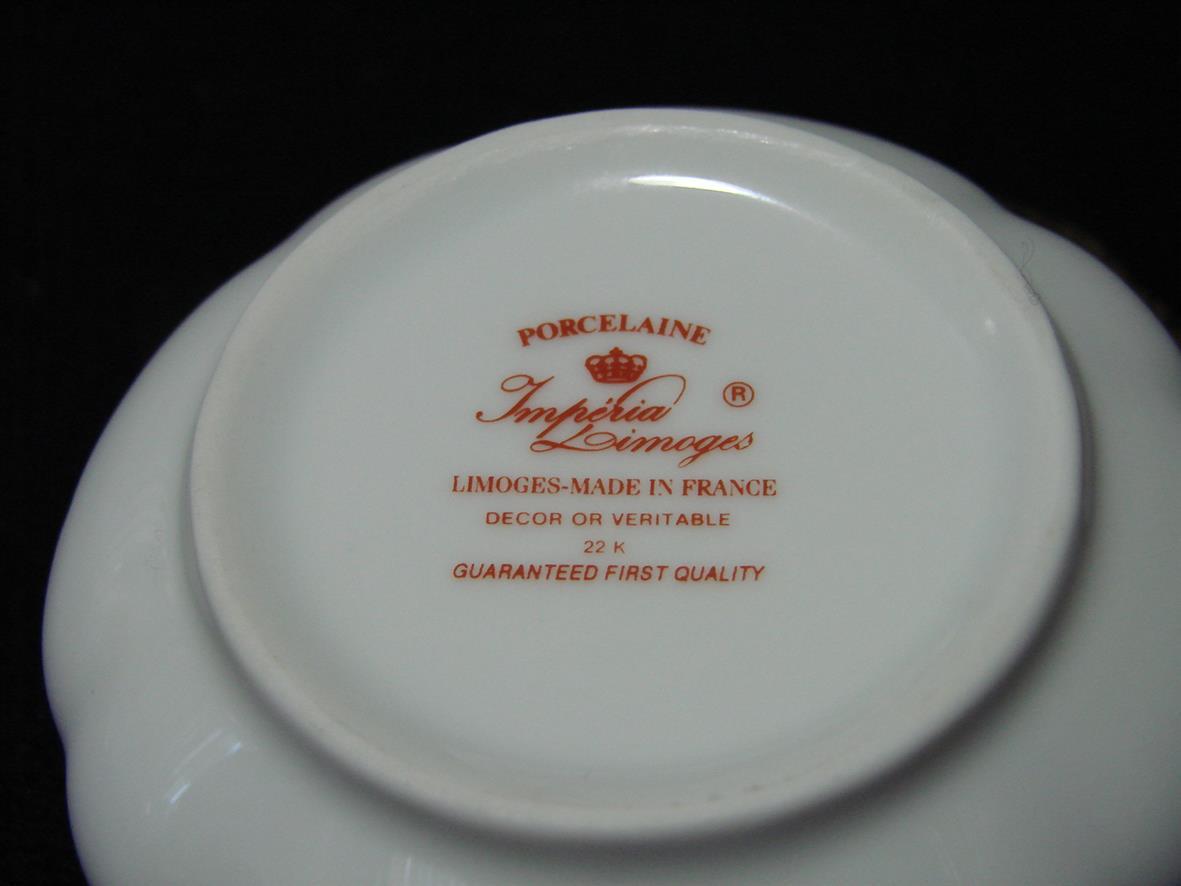 PORCELAINE
Impéria ®
Limoges
LIMOGES-MADE IN FRANCE
DECOR OR VERITABLE
22 K
GUARANTEED FIRST QUALITY